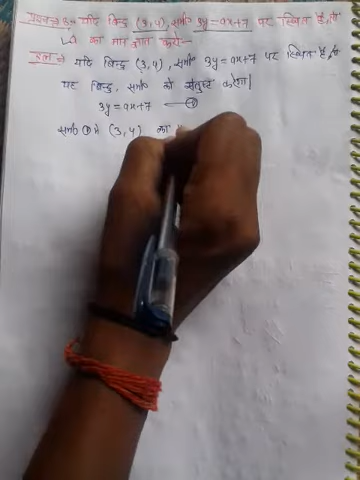 प्रश्न 3:- यदि बिन्दु (3,4), समी० 3y = ax+7 पर स्थित है, तो
का मान ज्ञात करो-
हल:- यदि बिन्दु (3,4), समी० 3y = ax+7 पर स्थित है, तो
यह बिन्दु, समी० को संतुष्ट करेगा|
3y = ax+7 —①
समी० ① में (3,4) का